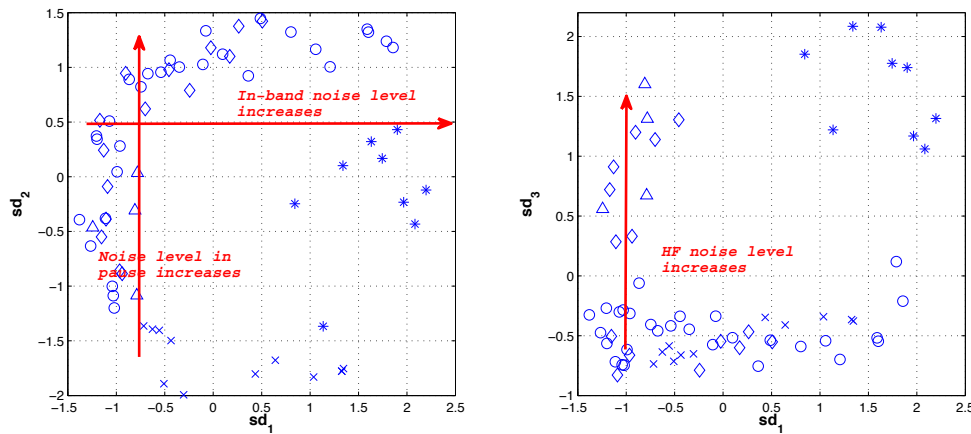 1.5
1
0.5
0
−0.5
−1
−1.5
−2
−1.5 −1 −0.5 0 0.5 1 1.5 2 2.5
sd1
sd2
In-band noise level
increases
Noise level in
pause increases
2
1.5
1
0.5
0
−0.5
−1
−1.5 −1 −0.5 0 0.5 1 1.5 2 2.5
sd1
sd3
HF noise level
increases